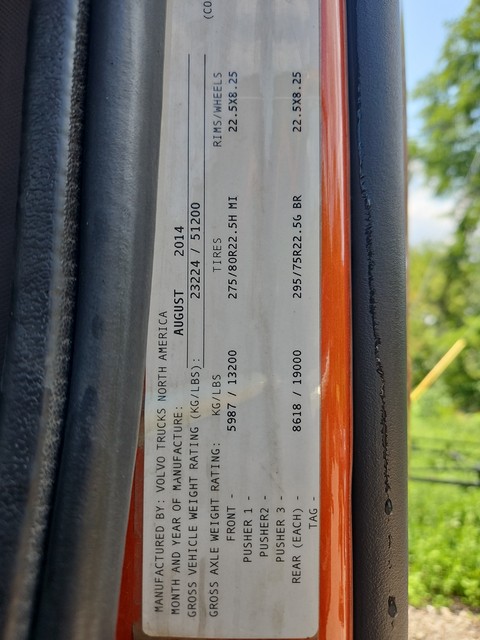 MANUFACTURED BY: VOLVO TRUCKS NORTH AMERICA
MONTH AND YEAR OF MANUFACTURE: AUGUST 2014
GROSS VEHICLE WEIGHT RATING (KG/LBS): 23224 / 51200
GROSS AXLE WEIGHT RATING: KG/LBS TIRES RIMS/WHEELS (CO
FRONT - 5987 / 13200 275/80R22.5H MI 22.5X8.25
PUSHER 1 -
PUSHER2 -
PUSHER 3 -
REAR (EACH) - 8618 / 19000 295/75R22.5G BR 22.5X8.25
TAG -